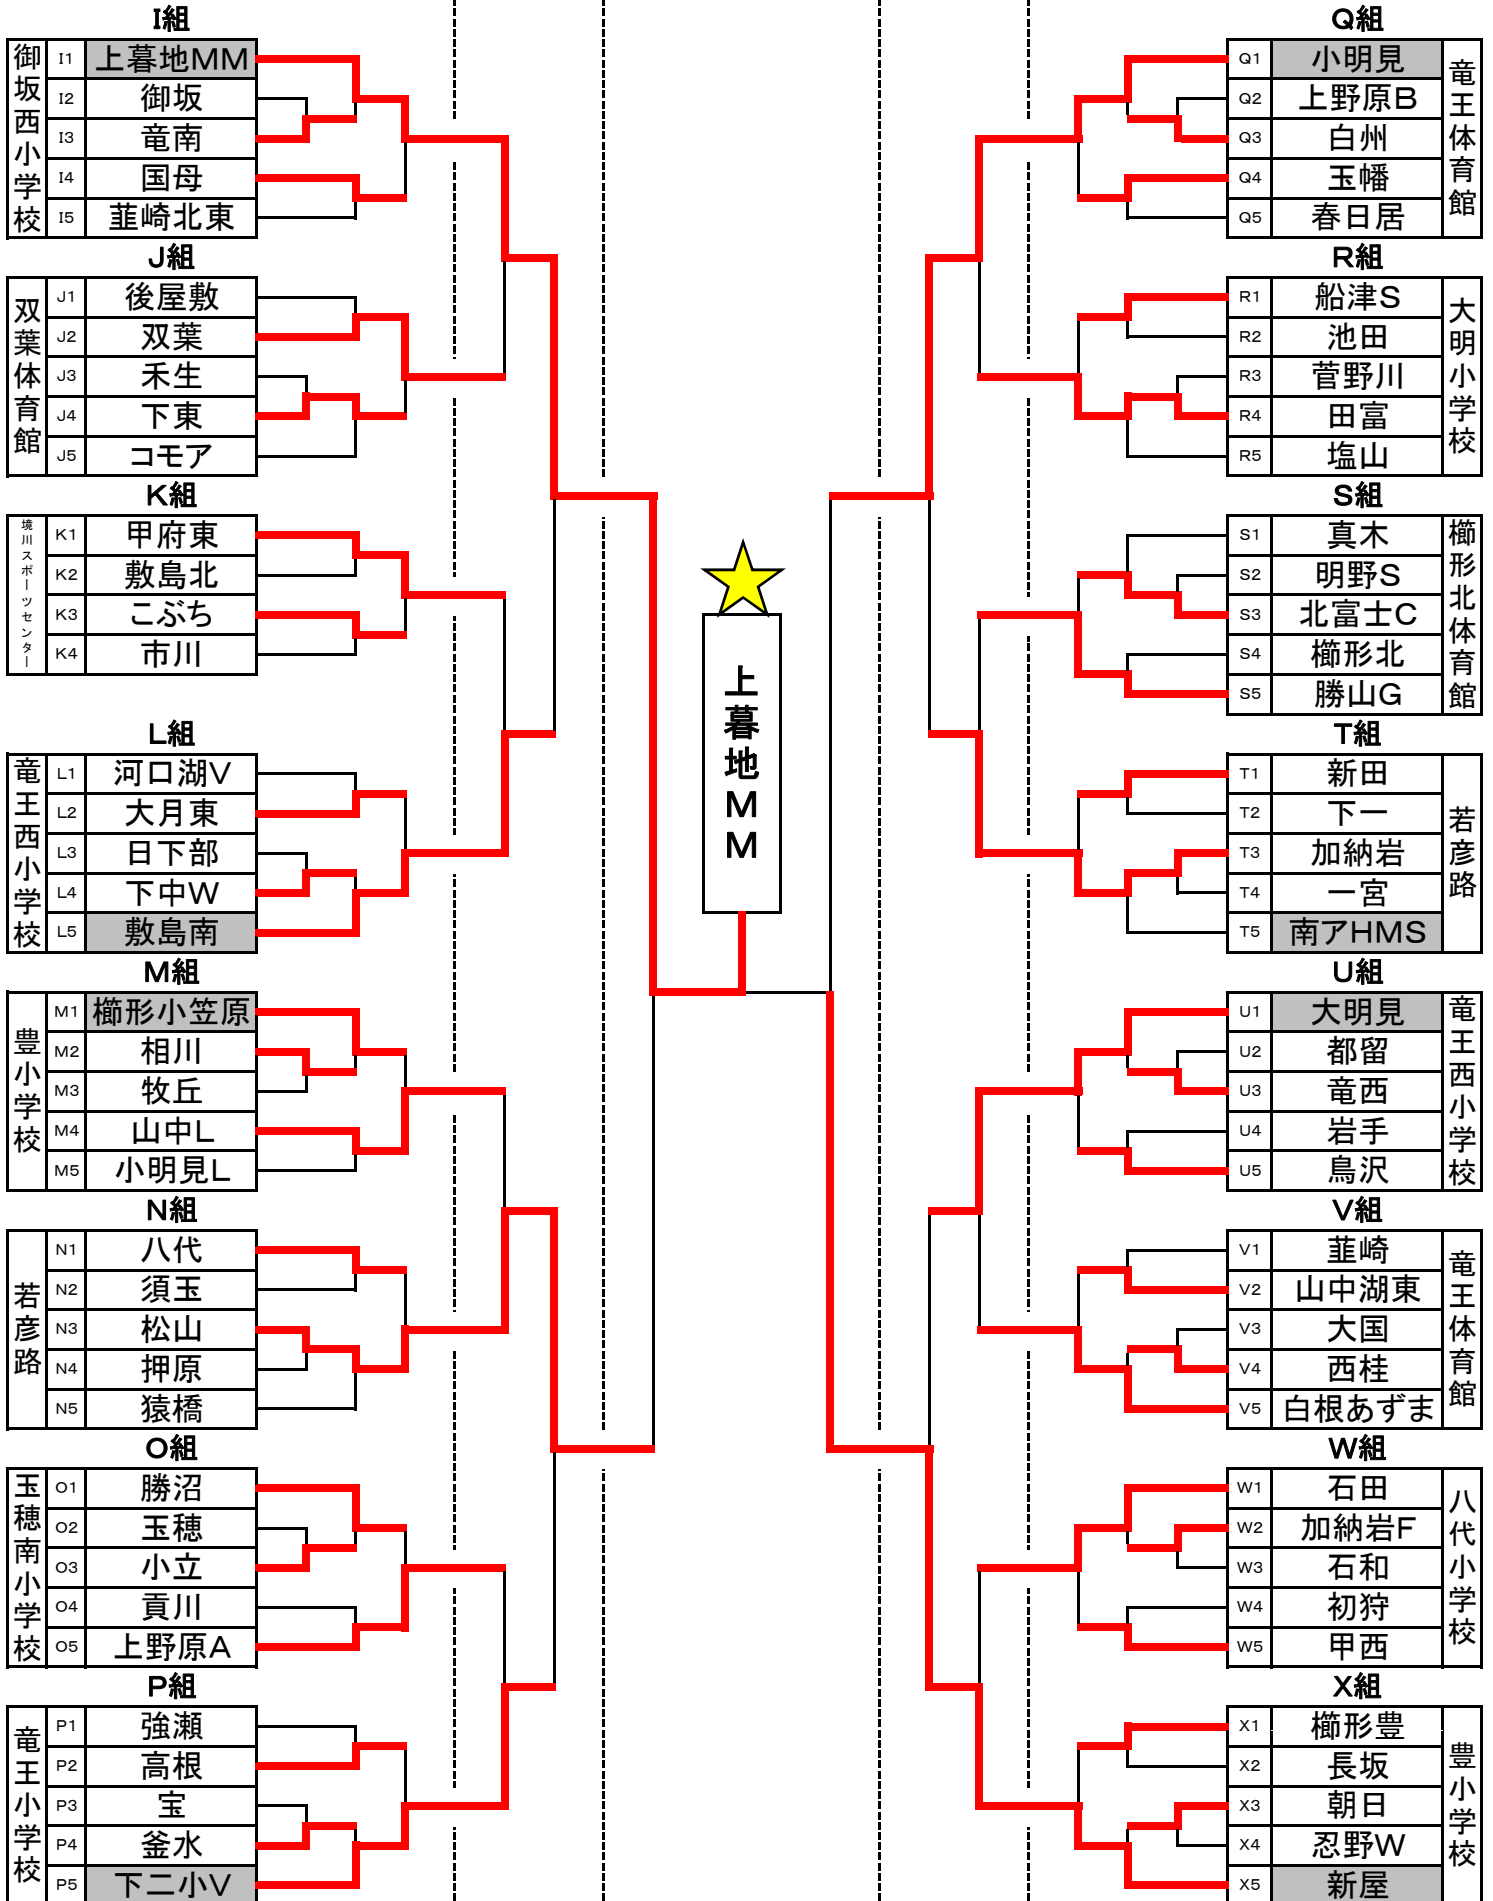 I組
御坂西小学校
I1 上暮地MM
I2 御坂
I3 竜南
I4 国母
I5 韮崎北東
J組
双葉体育館
J1 後屋敷
J2 双葉
J3 禾生
J4 下東
J5 コモア
K組
境川スポーツセンター
K1 甲府東
K2 敷島北
K3 こぶち
K4 市川
L組
竜王西小学校
L1 河口湖V
L2 大月東
L3 日下部
L4 下中W
L5 敷島南
M組
豊小学校
M1 櫛形小笠原
M2 相川
M3 牧丘
M4 山中L
M5 小明見L
N組
若彦路
N1 八代
N2 須玉
N3 松山
N4 押原
N5 猿橋
O組
玉穂南小学校
O1 勝沼
O2 玉穂
O3 小立
O4 貢川
O5 上野原A
P組
竜王小学校
P1 強瀬
P2 高根
P3 宝
P4 釜水
P5 下二小V
上暮地MM
Q組
竜王体育館
Q1 小明見
Q2 上野原B
Q3 白州
Q4 玉幡
Q5 春日居
R組
大明小学校
R1 船津S
R2 池田
R3 菅野川
R4 田富
R5 塩山
S組
櫛形北体育館
S1 真木
S2 明野S
S3 北富士C
S4 櫛形北
S5 勝山G
T組
若彦路
T1 新田
T2 下一
T3 加納岩
T4 一宮
T5 南アHMS
U組
竜王西小学校
U1 大明見
U2 都留
U3 竜西
U4 岩手
U5 鳥沢
V組
竜王体育館
V1 韮崎
V2 山中湖東
V3 大国
V4 西桂
V5 白根あずま
W組
八代小学校
W1 石田
W2 加納岩F
W3 石和
W4 初狩
W5 甲西
X組
豊小学校
X1 櫛形豊
X2 長坂
X3 朝日
X4 忍野W
X5 新屋